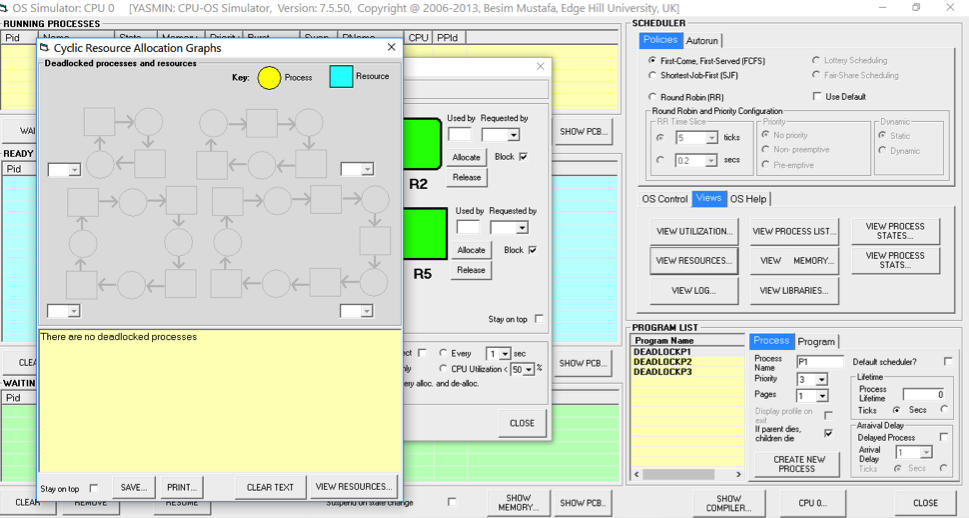 OS Simulator: CPU 0 [YASMIN: CPU-OS Simulator, Version: 7.5.50, Copyright @ 2006-2013, Besim Mustafa, Edge Hill University, UK]
RUNNING PROCESSES
Pid
CPU PPId
WAI
READY
Pid
CLEA
WAITIN
Pid
CLEAR
REMOVE
RESUME
Suspend on state change
SHOW MEMORY...
SHOW PCB...
SHOW PCB...
SHOW PCB...
Cyclic Resource Allocation Graphs
Deadlocked processes and resources
Key: Process Resource
There are no deadlocked processes
Stay on top
SAVE...
PRINT...
CLEAR TEXT
VIEW RESOURCES...
Used by Requested by
Allocate Block
Release
R2
Used by Requested by
Allocate Block
Release
R5
Stay on top
ect Every 1 sec
nly CPU Utilization < 50 %
ery alloc. and de-alloc.
CLOSE
SCHEDULER
Policies Autorun
First-Come, First-Served (FCFS) Lottery Scheduling
Shortest-Job-First (SJF) Fair-Share Scheduling
Round Robin (RR) Use Default
Round Robin and Priority Configuration
RR Time Slice Priority Dynamic
5 ticks No priority Static
Non- preemptive Dynamic
0.2 secs Pre-emptive
OS Control Views OS Help
VIEW UTILIZATION... VIEW PROCESS LIST... VIEW PROCESS STATES...
VIEW RESOURCES... VIEW MEMORY... VIEW PROCESS STATS...
VIEW LOG... VIEW LIBRARIES...
PROGRAM LIST
Program Name
DEADLOCKP1
DEADLOCKP2
DEADLOCKP3
Process Program
Process Name P1 Default scheduler?
Priority 3
Pages 1
Display profile on exit
If parent dies, children die
CREATE NEW PROCESS
Lifetime
Process Lifetime 0
Ticks Secs
Arraival Delay
Delayed Process
Arrival Delay 1
Ticks Secs
SHOW COMPILER...
CPU 0...
CLOSE